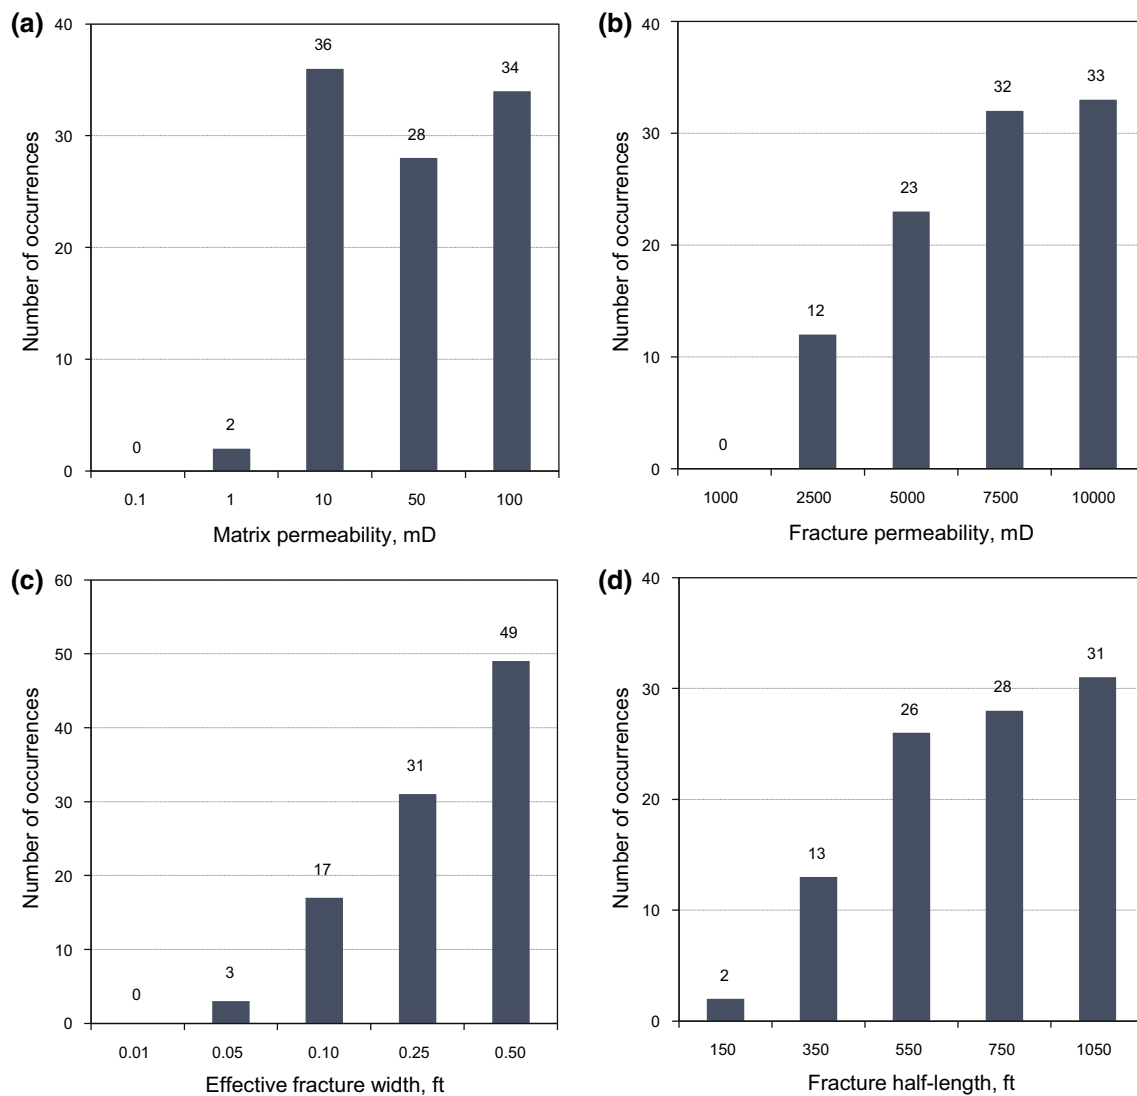 (a)
40
30
20
10
0
Number of occurrences
0
2
36
28
34
0.1 1 10 50 100
Matrix permeability, mD
(b)
40
30
20
10
0
Number of occurrences
0
12
23
32
33
1000 2500 5000 7500 10000
Fracture permeability, mD
(c)
60
50
40
30
20
10
0
Number of occurrences
0
3
17
31
49
0.01 0.05 0.10 0.25 0.50
Effective fracture width, ft
(d)
40
30
20
10
0
Number of occurrences
2
13
26
28
31
150 350 550 750 1050
Fracture half-length, ft